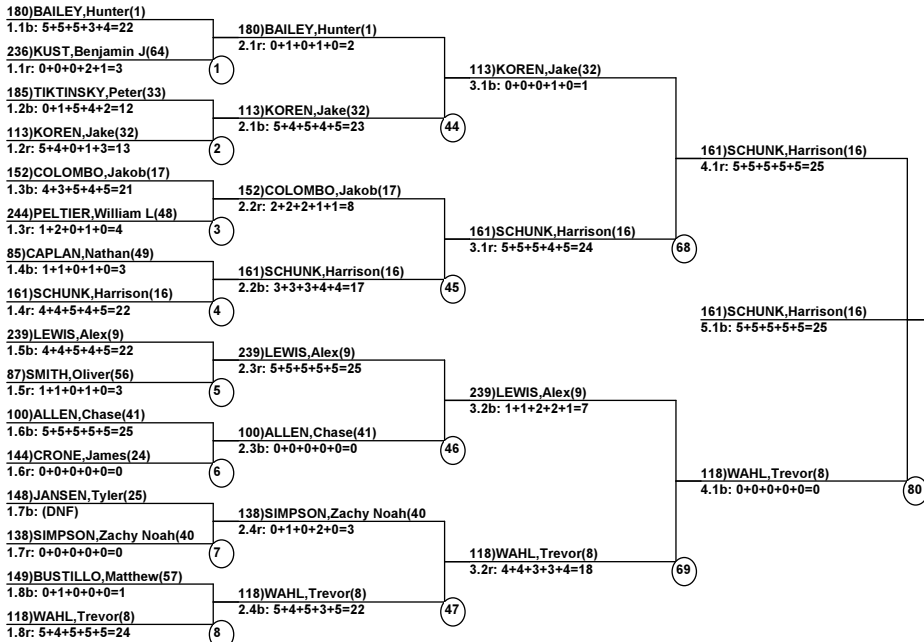 180)BAILEY,Hunter(1)
1.1b: 5+5+5+3+4=22
236)KUST,Benjamin J(64)
1.1r: 0+0+0+2+1=3
1
185)TIKTINSKY,Peter(33)
1.2b: 0+1+5+4+2=12
113)KOREN,Jake(32)
1.2r: 5+4+0+1+3=13
2
152)COLOMBO,Jakob(17)
1.3b: 4+3+5+4+5=21
244)PELTIER,William L(48)
1.3r: 1+2+0+1+0=4
3
85)CAPLAN,Nathan(49)
1.4b: 1+1+0+1+0=3
161)SCHUNK,Harrison(16)
1.4r: 4+4+5+4+5=22
4
239)LEWIS,Alex(9)
1.5b: 4+4+5+4+5=22
87)SMITH,Oliver(56)
1.5r: 1+1+0+1+0=3
5
100)ALLEN,Chase(41)
1.6b: 5+5+5+5+5=25
144)CRONE,James(24)
1.6r: 0+0+0+0+0=0
6
148)JANSEN,Tyler(25)
1.7b: (DNF)
138)SIMPSON,Zachy Noah(40
1.7r: 0+0+0+0+0=0
7
149)BUSTILLO,Matthew(57)
1.8b: 0+1+0+0+0=1
118)WAHL,Trevor(8)
1.8r: 5+4+5+5+5=24
8
180)BAILEY,Hunter(1)
2.1r: 0+1+0+1+0=2
113)KOREN,Jake(32)
2.1b: 5+4+5+4+5=23
44
152)COLOMBO,Jakob(17)
2.2r: 2+2+2+1+1=8
161)SCHUNK,Harrison(16)
2.2b: 3+3+3+4+4=17
45
239)LEWIS,Alex(9)
2.3r: 5+5+5+5+5=25
100)ALLEN,Chase(41)
2.3b: 0+0+0+0+0=0
46
138)SIMPSON,Zachy Noah(40
2.4r: 0+1+0+2+0=3
118)WAHL,Trevor(8)
2.4b: 5+4+5+3+5=22
47
113)KOREN,Jake(32)
3.1b: 0+0+0+1+0=1
161)SCHUNK,Harrison(16)
3.1r: 5+5+5+4+5=24
68
239)LEWIS,Alex(9)
3.2b: 1+1+2+2+1=7
118)WAHL,Trevor(8)
3.2r: 4+4+3+3+4=18
69
161)SCHUNK,Harrison(16)
4.1r: 5+5+5+5+5=25
118)WAHL,Trevor(8)
4.1b: 0+0+0+0+0=0
80
161)SCHUNK,Harrison(16)
5.1b: 5+5+5+5+5=25